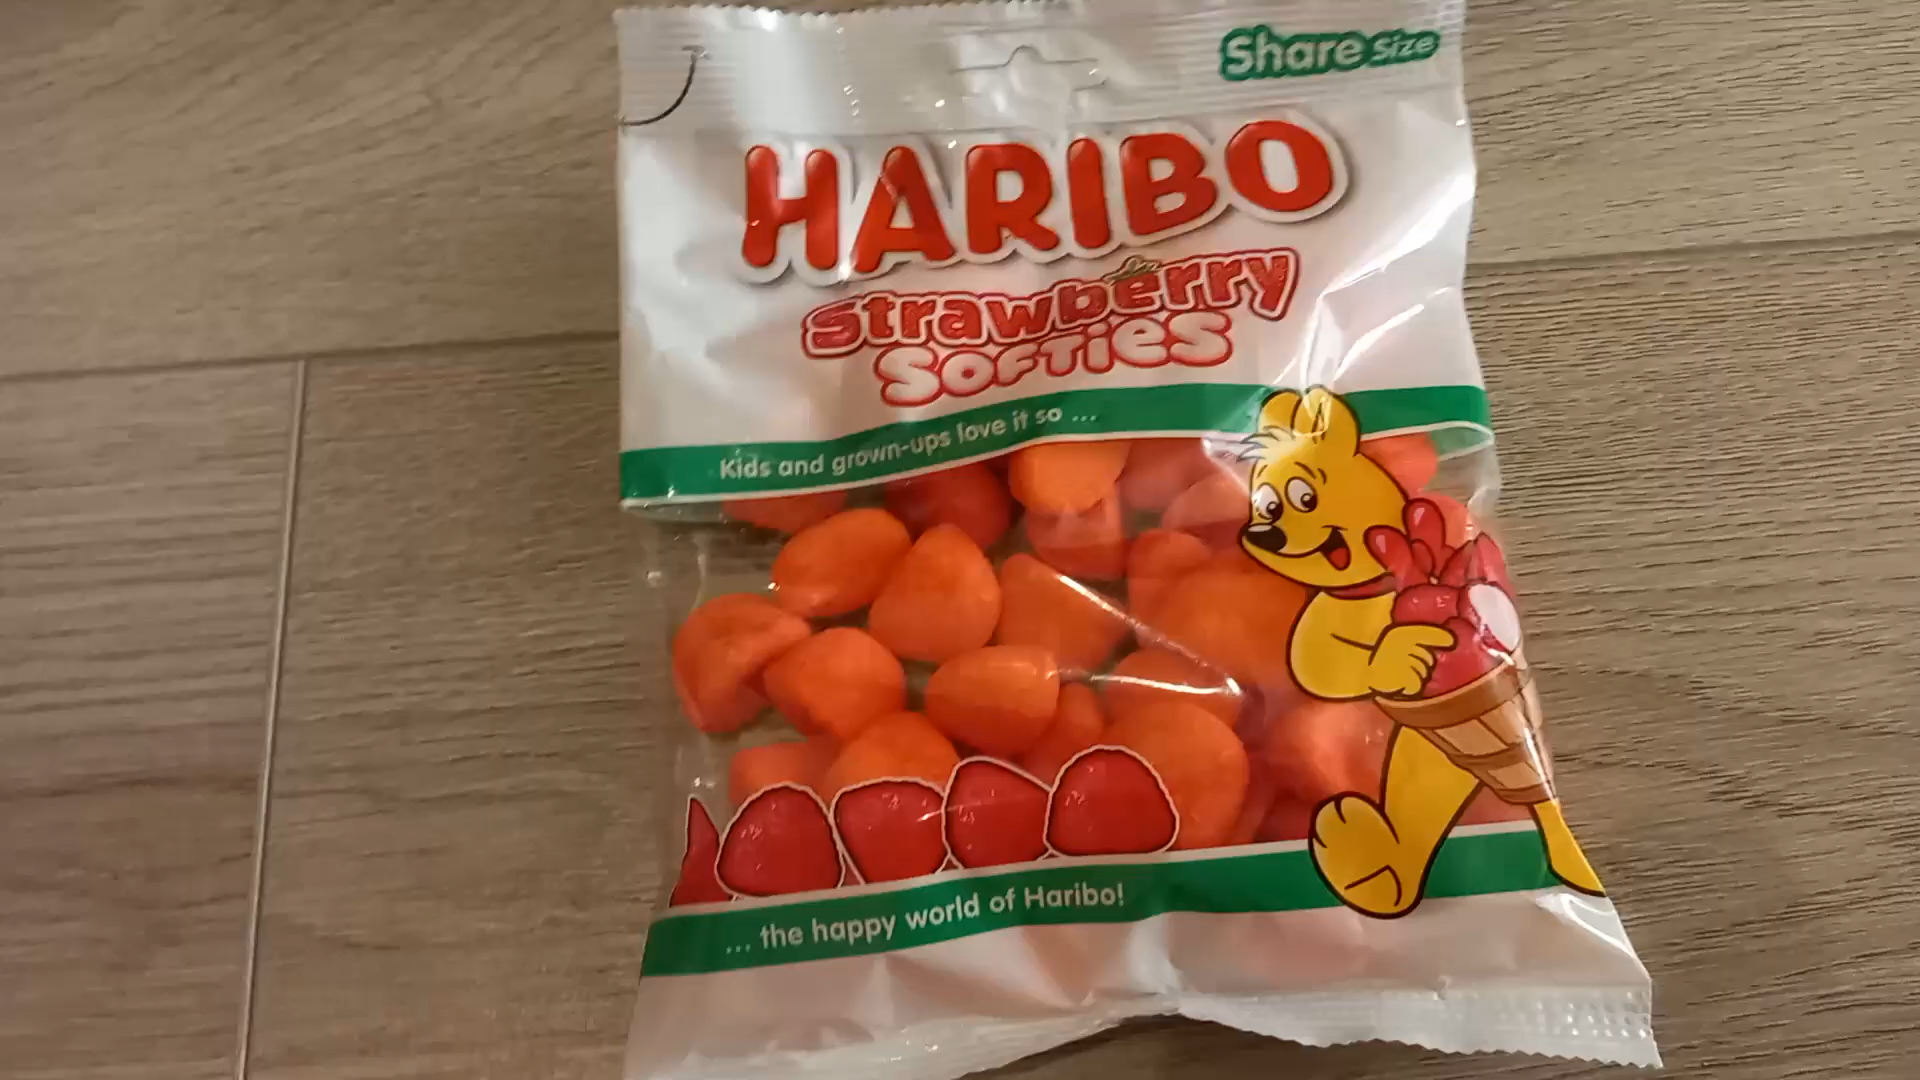 Share Size
HARIBO
Strawberry
SOFTiES
Kids and grown-ups love it so ...
... the happy world of Haribo!